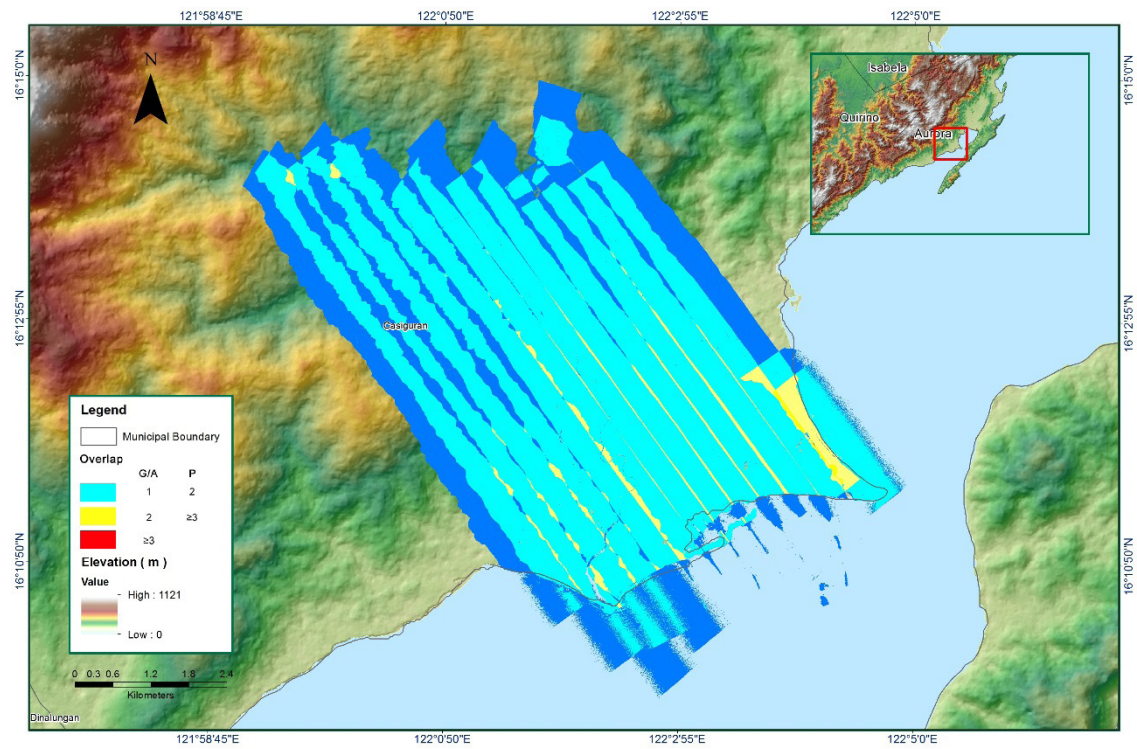 121°58'45"E
122°0'50"E
122°2'55"E
122°5'0"E
16°15'0"N
16°15'0"N
N
Isabela
Quirino
Aurora
16°12'55"N
16°12'55"N
Casiguran
Legend
Municipal Boundary
Overlap
G/A P
1 2
2 ≥3
≥3
Elevation ( m )
Value
High : 1121
Low : 0
16°10'50"N
16°10'50"N
0 0.3 0.6 1.2 1.8 2.4
Kilometers
Dinalungan
121°58'45"E
122°0'50"E
122°2'55"E
122°5'0"E